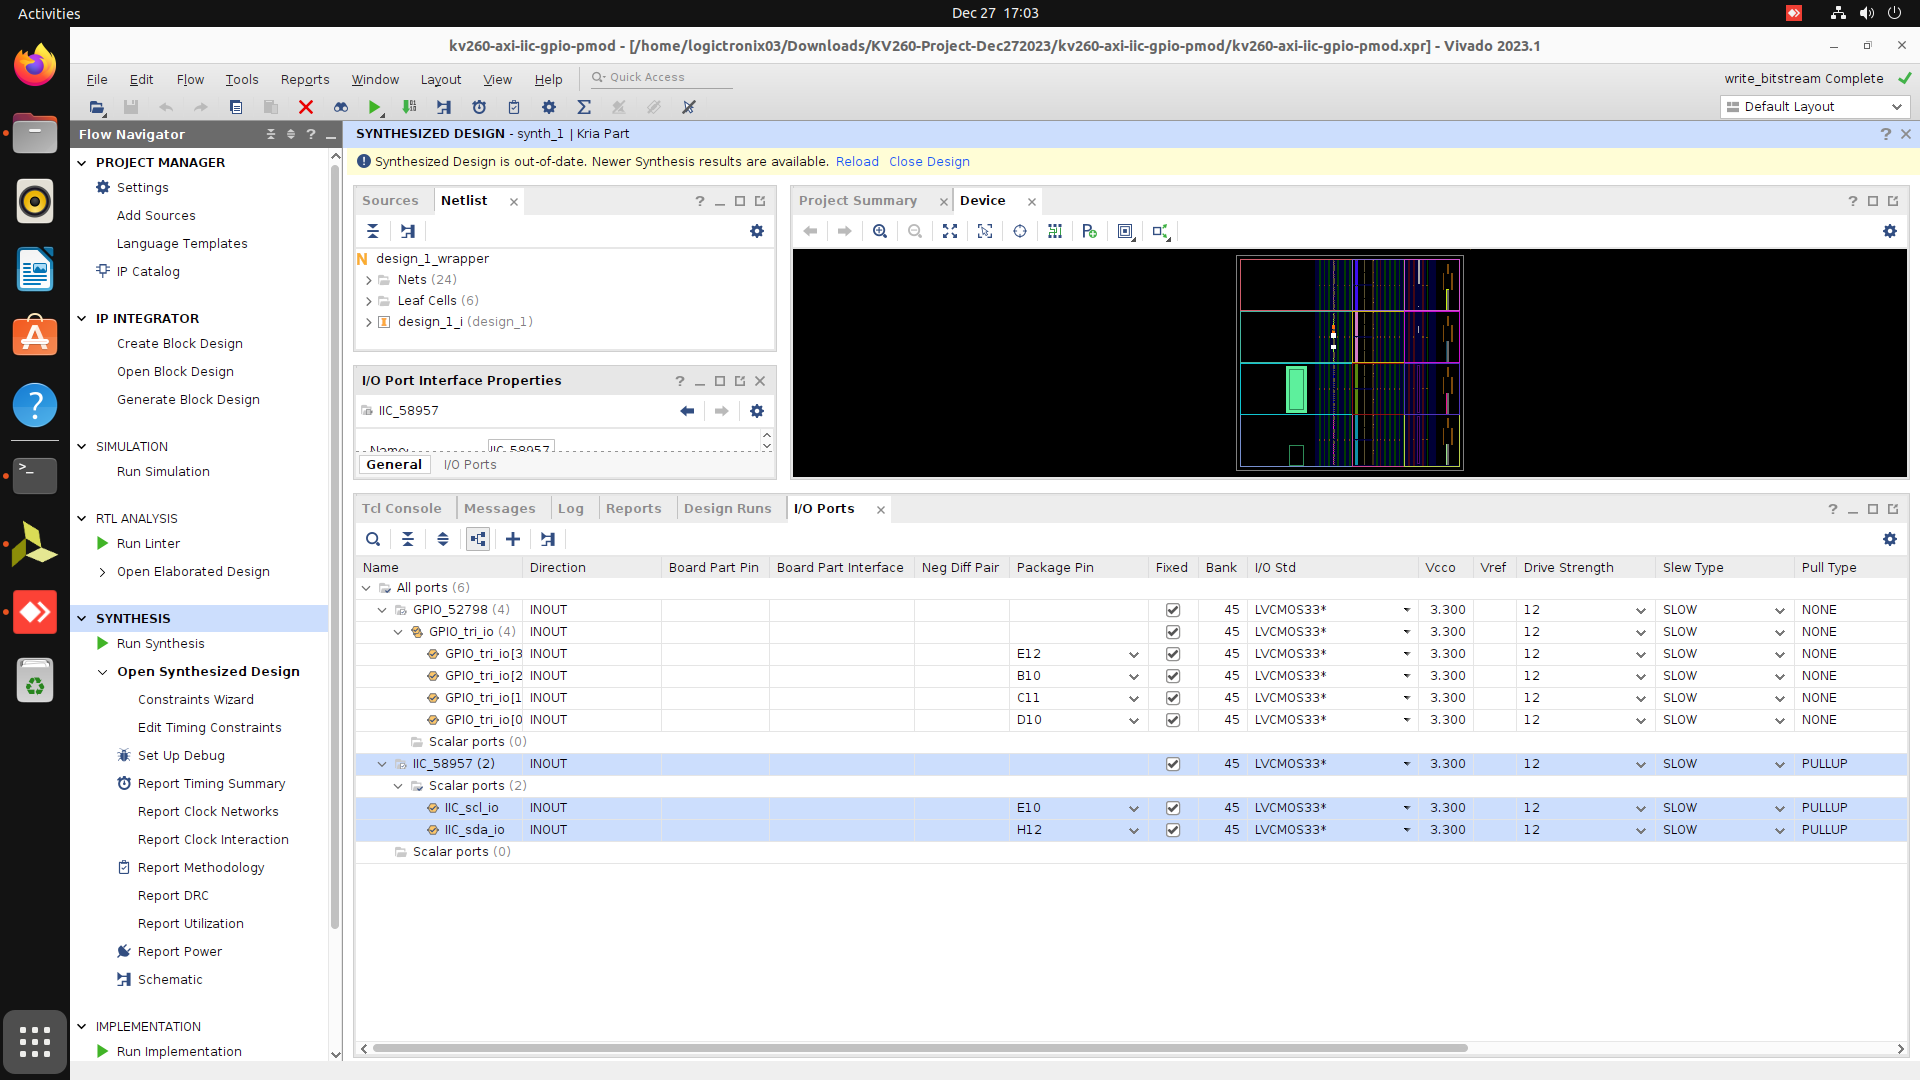 Activities
Dec 27 17:03
kv260-axi-iic-gpio-pmod - [/home/logictronix03/Downloads/KV260-Project-Dec272023/kv260-axi-iic-gpio-pmod/kv260-axi-iic-gpio-pmod.xpr] - Vivado 2023.1
File Edit Flow Tools Reports Window Layout View Help Quick Access
write_bitstream Complete
Default Layout
Flow Navigator
PROJECT MANAGER
Settings
Add Sources
Language Templates
IP Catalog
IP INTEGRATOR
Create Block Design
Open Block Design
Generate Block Design
SIMULATION
Run Simulation
RTL ANALYSIS
Run Linter
Open Elaborated Design
SYNTHESIS
Run Synthesis
Open Synthesized Design
Constraints Wizard
Edit Timing Constraints
Set Up Debug
Report Timing Summary
Report Clock Networks
Report Clock Interaction
Report Methodology
Report DRC
Report Utilization
Report Power
Schematic
IMPLEMENTATION
Run Implementation
SYNTHESIZED DESIGN - synth_1 | Kria Part
Synthesized Design is out-of-date. Newer Synthesis results are available. Reload Close Design
Sources Netlist
design_1_wrapper
Nets (24)
Leaf Cells (6)
design_1_i (design_1)
I/O Port Interface Properties
IIC_58957
Name: IIC_58957
General I/O Ports
Project Summary Device
Tcl Console Messages Log Reports Design Runs I/O Ports
Name Direction Board Part Pin Board Part Interface Neg Diff Pair Package Pin Fixed Bank I/O Std Vcco Vref Drive Strength Slew Type Pull Type
All ports (6)
GPIO_52798 (4) INOUT 45 LVCMOS33* 3.300 12 SLOW NONE
GPIO_tri_io (4) INOUT 45 LVCMOS33* 3.300 12 SLOW NONE
GPIO_tri_io[3 INOUT E12 45 LVCMOS33* 3.300 12 SLOW NONE
GPIO_tri_io[2 INOUT B10 45 LVCMOS33* 3.300 12 SLOW NONE
GPIO_tri_io[1 INOUT C11 45 LVCMOS33* 3.300 12 SLOW NONE
GPIO_tri_io[0 INOUT D10 45 LVCMOS33* 3.300 12 SLOW NONE
Scalar ports (0)
IIC_58957 (2) INOUT 45 LVCMOS33* 3.300 12 SLOW PULLUP
Scalar ports (2)
IIC_scl_io INOUT E10 45 LVCMOS33* 3.300 12 SLOW PULLUP
IIC_sda_io INOUT H12 45 LVCMOS33* 3.300 12 SLOW PULLUP
Scalar ports (0)